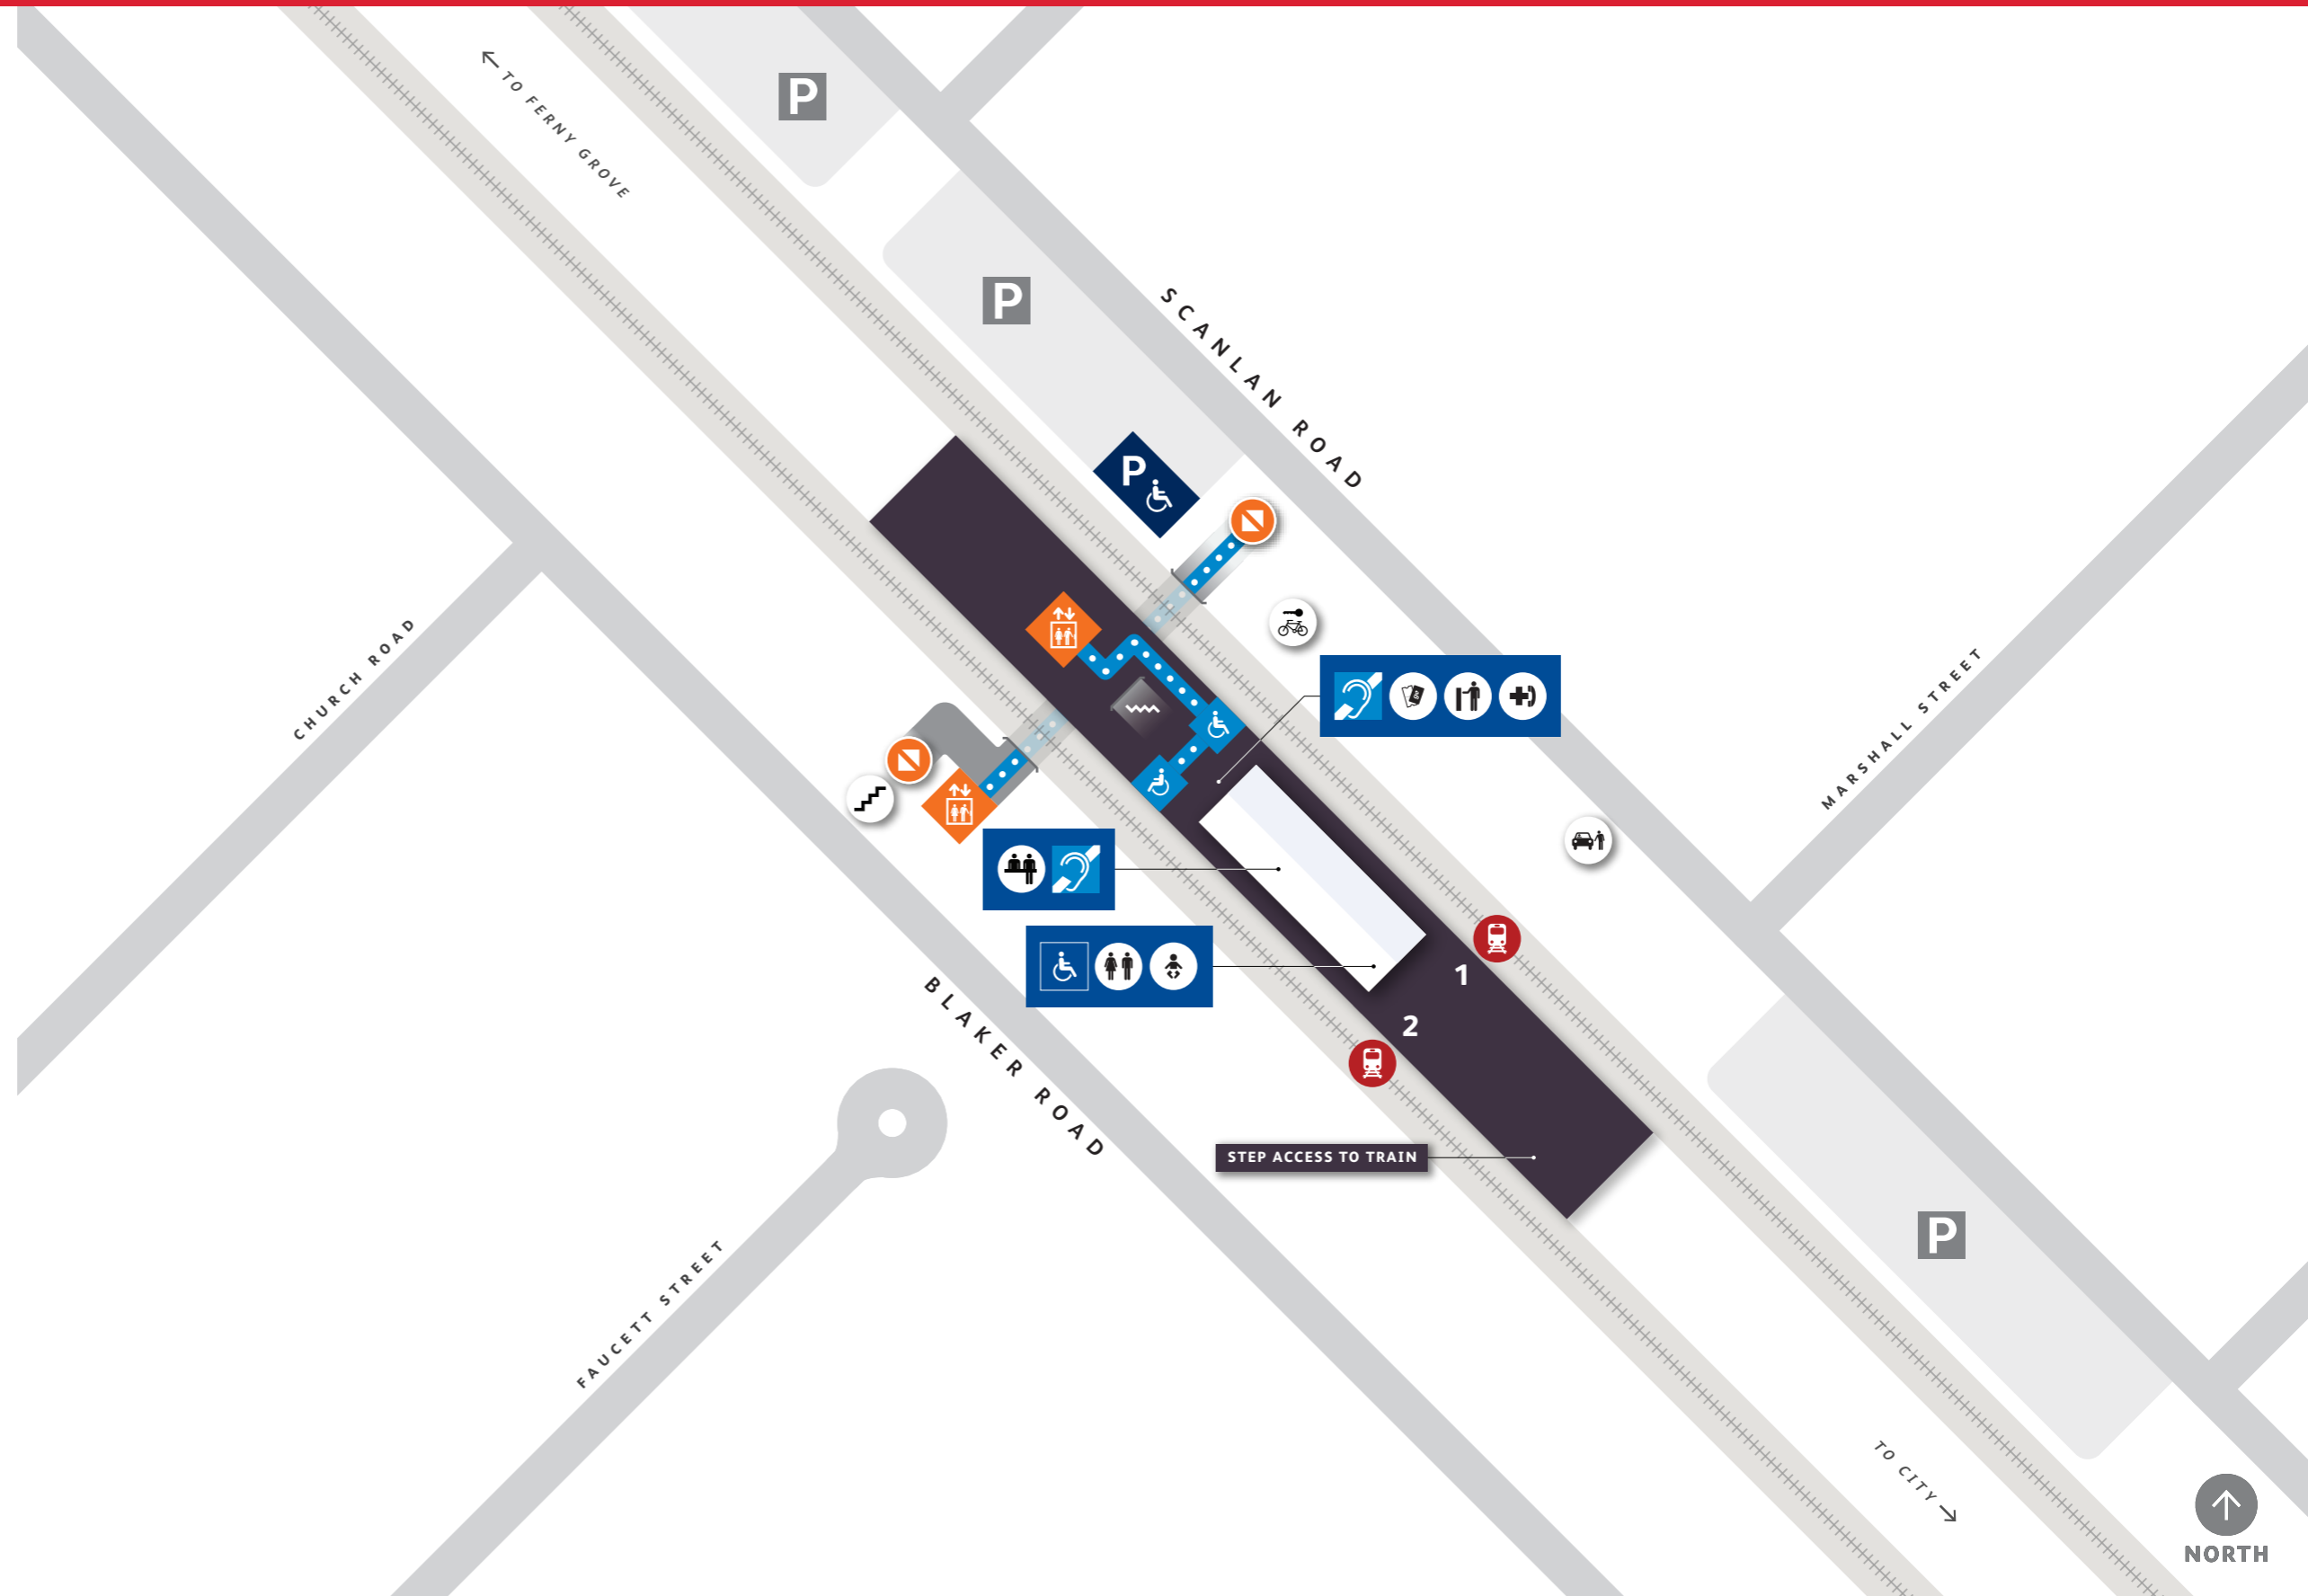 TO FERNY GROVE
P
P
SCANLAN ROAD
P
CHURCH ROAD
MARSHALL STREET
1
2
BLAKER ROAD
STEP ACCESS TO TRAIN
P
FAUCETT STREET
TO CITY
NORTH